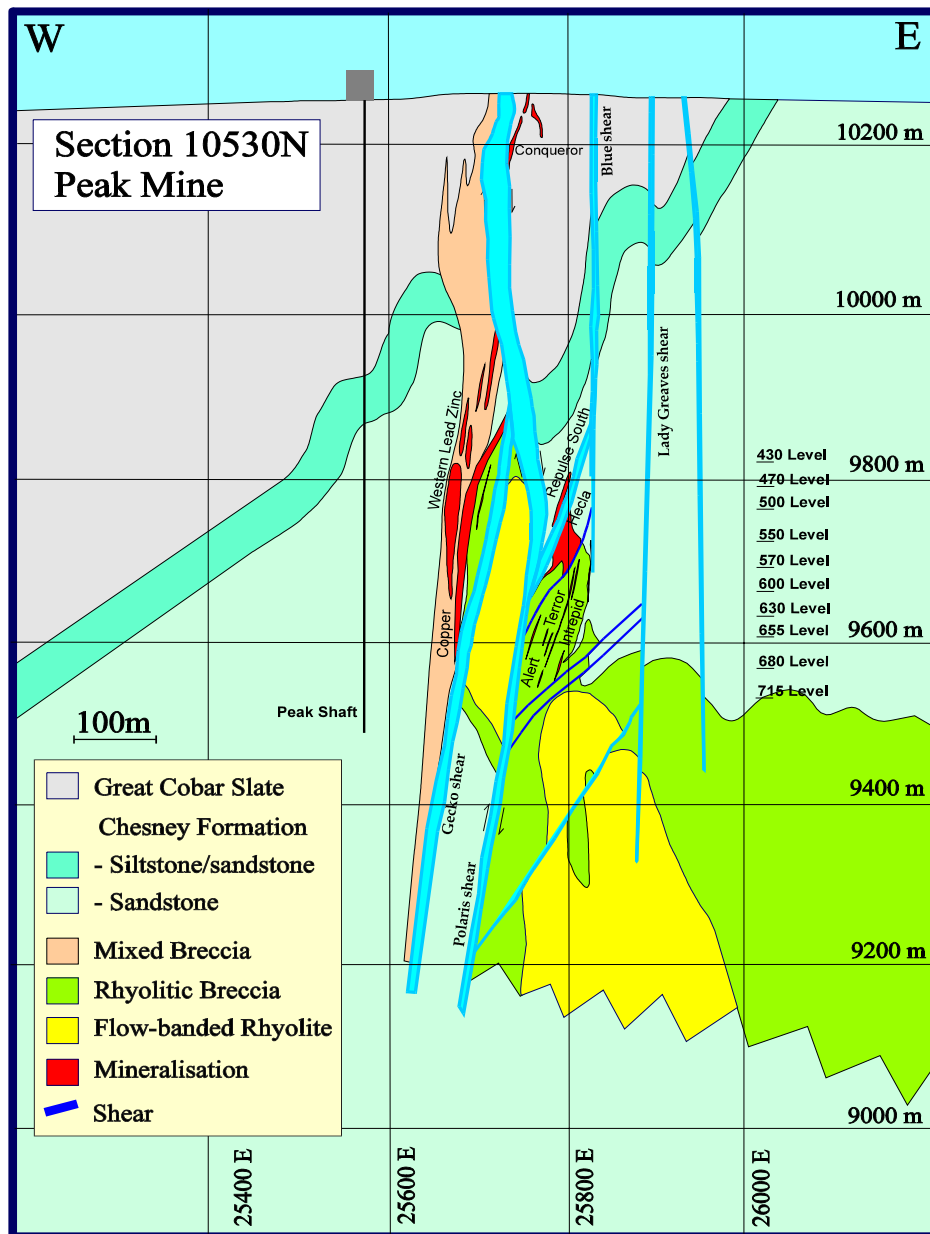 W
E
Section 10530N
Peak Mine
10200 m
Conqueror
Blue shear
10000 m
Lady Greaves shear
Western Lead Zinc
Repulse South
Hecla
430 Level
9800 m
470 Level
500 Level
550 Level
570 Level
600 Level
630 Level
655 Level
9600 m
680 Level
715 Level
Copper
Terror
Intrepid
Alert
Peak Shaft
100m
Gecko shear
Polaris shear
9400 m
9200 m
9000 m
Great Cobar Slate
Chesney Formation
- Siltstone/sandstone
- Sandstone
Mixed Breccia
Rhyolitic Breccia
Flow-banded Rhyolite
Mineralisation
Shear
25400 E
25600 E
25800 E
26000 E